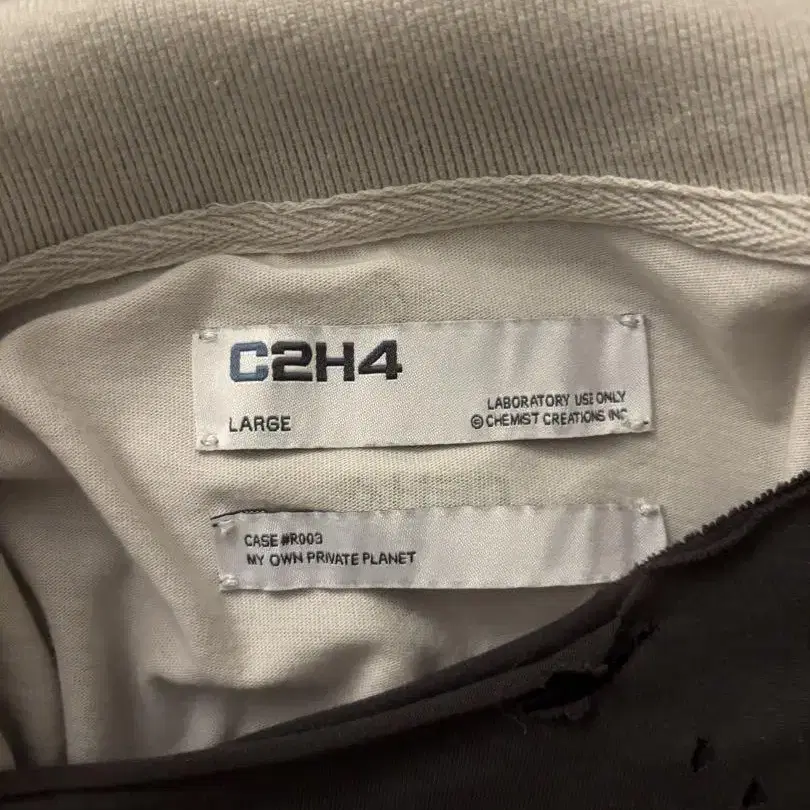 C2H4
LARGE
LABORATORY USE ONLY
© CHEMIST CREATIONS INC
CASE #R003
MY OWN PRIVATE PLANET